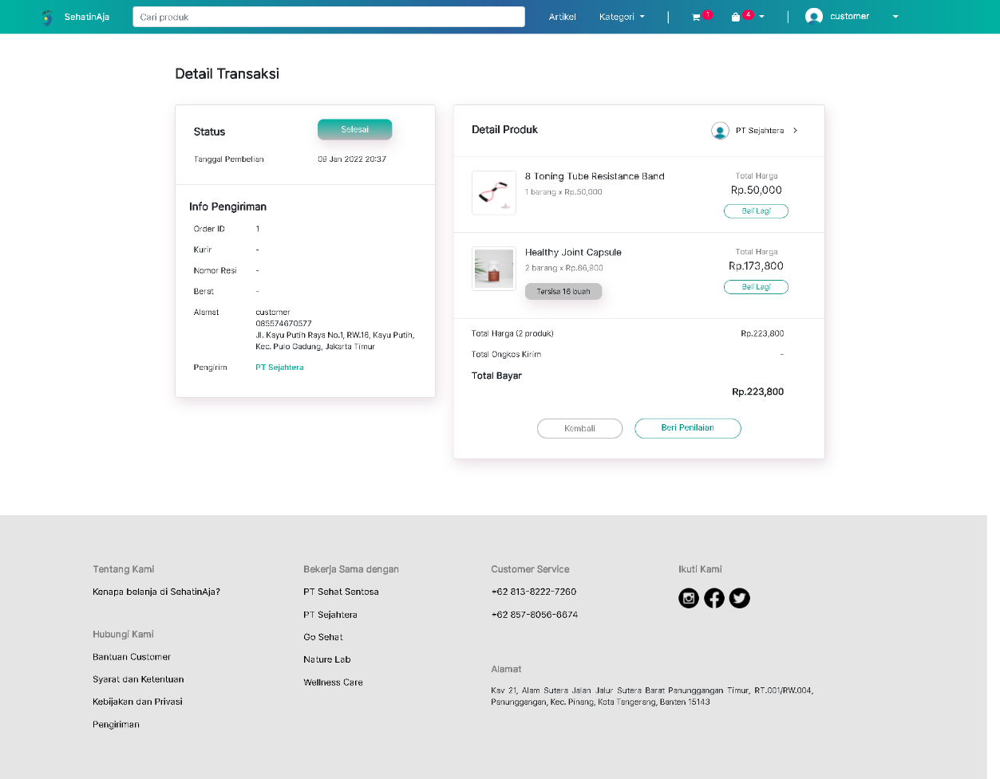 SehatinAja
Cari produk
Artikel
Kategori
1
4
customer
Detail Transaksi
Status
Selesai
Tanggal Pembelian
09 Jan 2022 20:37
Info Pengiriman
Order ID
1
Kurir
-
Nomor Resi
-
Berat
-
Alamat
customer
085574670577
Jl. Kayu Putih Raya No.1, RW.16, Kayu Putih,
Kec. Pulo Gadung, Jakarta Timur
Pengirim
PT Sejahtera
Detail Produk
PT Sejahtera
8 Toning Tube Resistance Band
1 barang x Rp.50,000
Total Harga
Rp.50,000
Beli Lagi
Healthy Joint Capsule
2 barang x Rp.86,900
Tersisa 16 buah
Total Harga
Rp.173,800
Beli Lagi
Total Harga (2 produk)
Rp.223,800
Total Ongkos Kirim
-
Total Bayar
Rp.223,800
Kembali
Beri Penilaian
Tentang Kami
Kenapa belanja di SehatinAja?
Hubungi Kami
Bantuan Customer
Syarat dan Ketentuan
Kebijakan dan Privasi
Pengiriman
Bekerja Sama dengan
PT Sehat Sentosa
PT Sejahtera
Go Sehat
Nature Lab
Wellness Care
Customer Service
+62 813-8222-7260
+62 857-8056-6674
Alamat
Kav 21, Alam Sutera Jalan Jalur Sutera Barat Panunggangan Timur, RT.001/RW.004,
Panunggangan, Kec. Pinang, Kota Tangerang, Banten 15143
Ikuti Kami